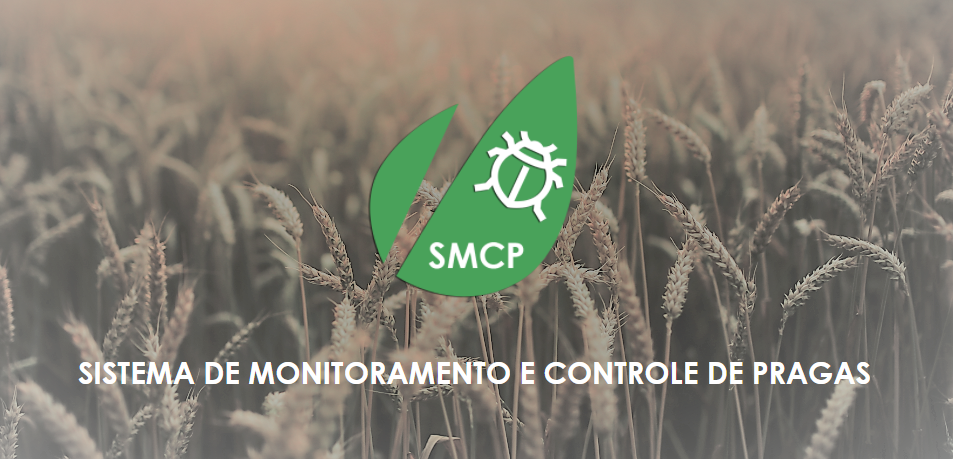 SMCP
SISTEMA DE MONITORAMENTO E CONTROLE DE PRAGAS